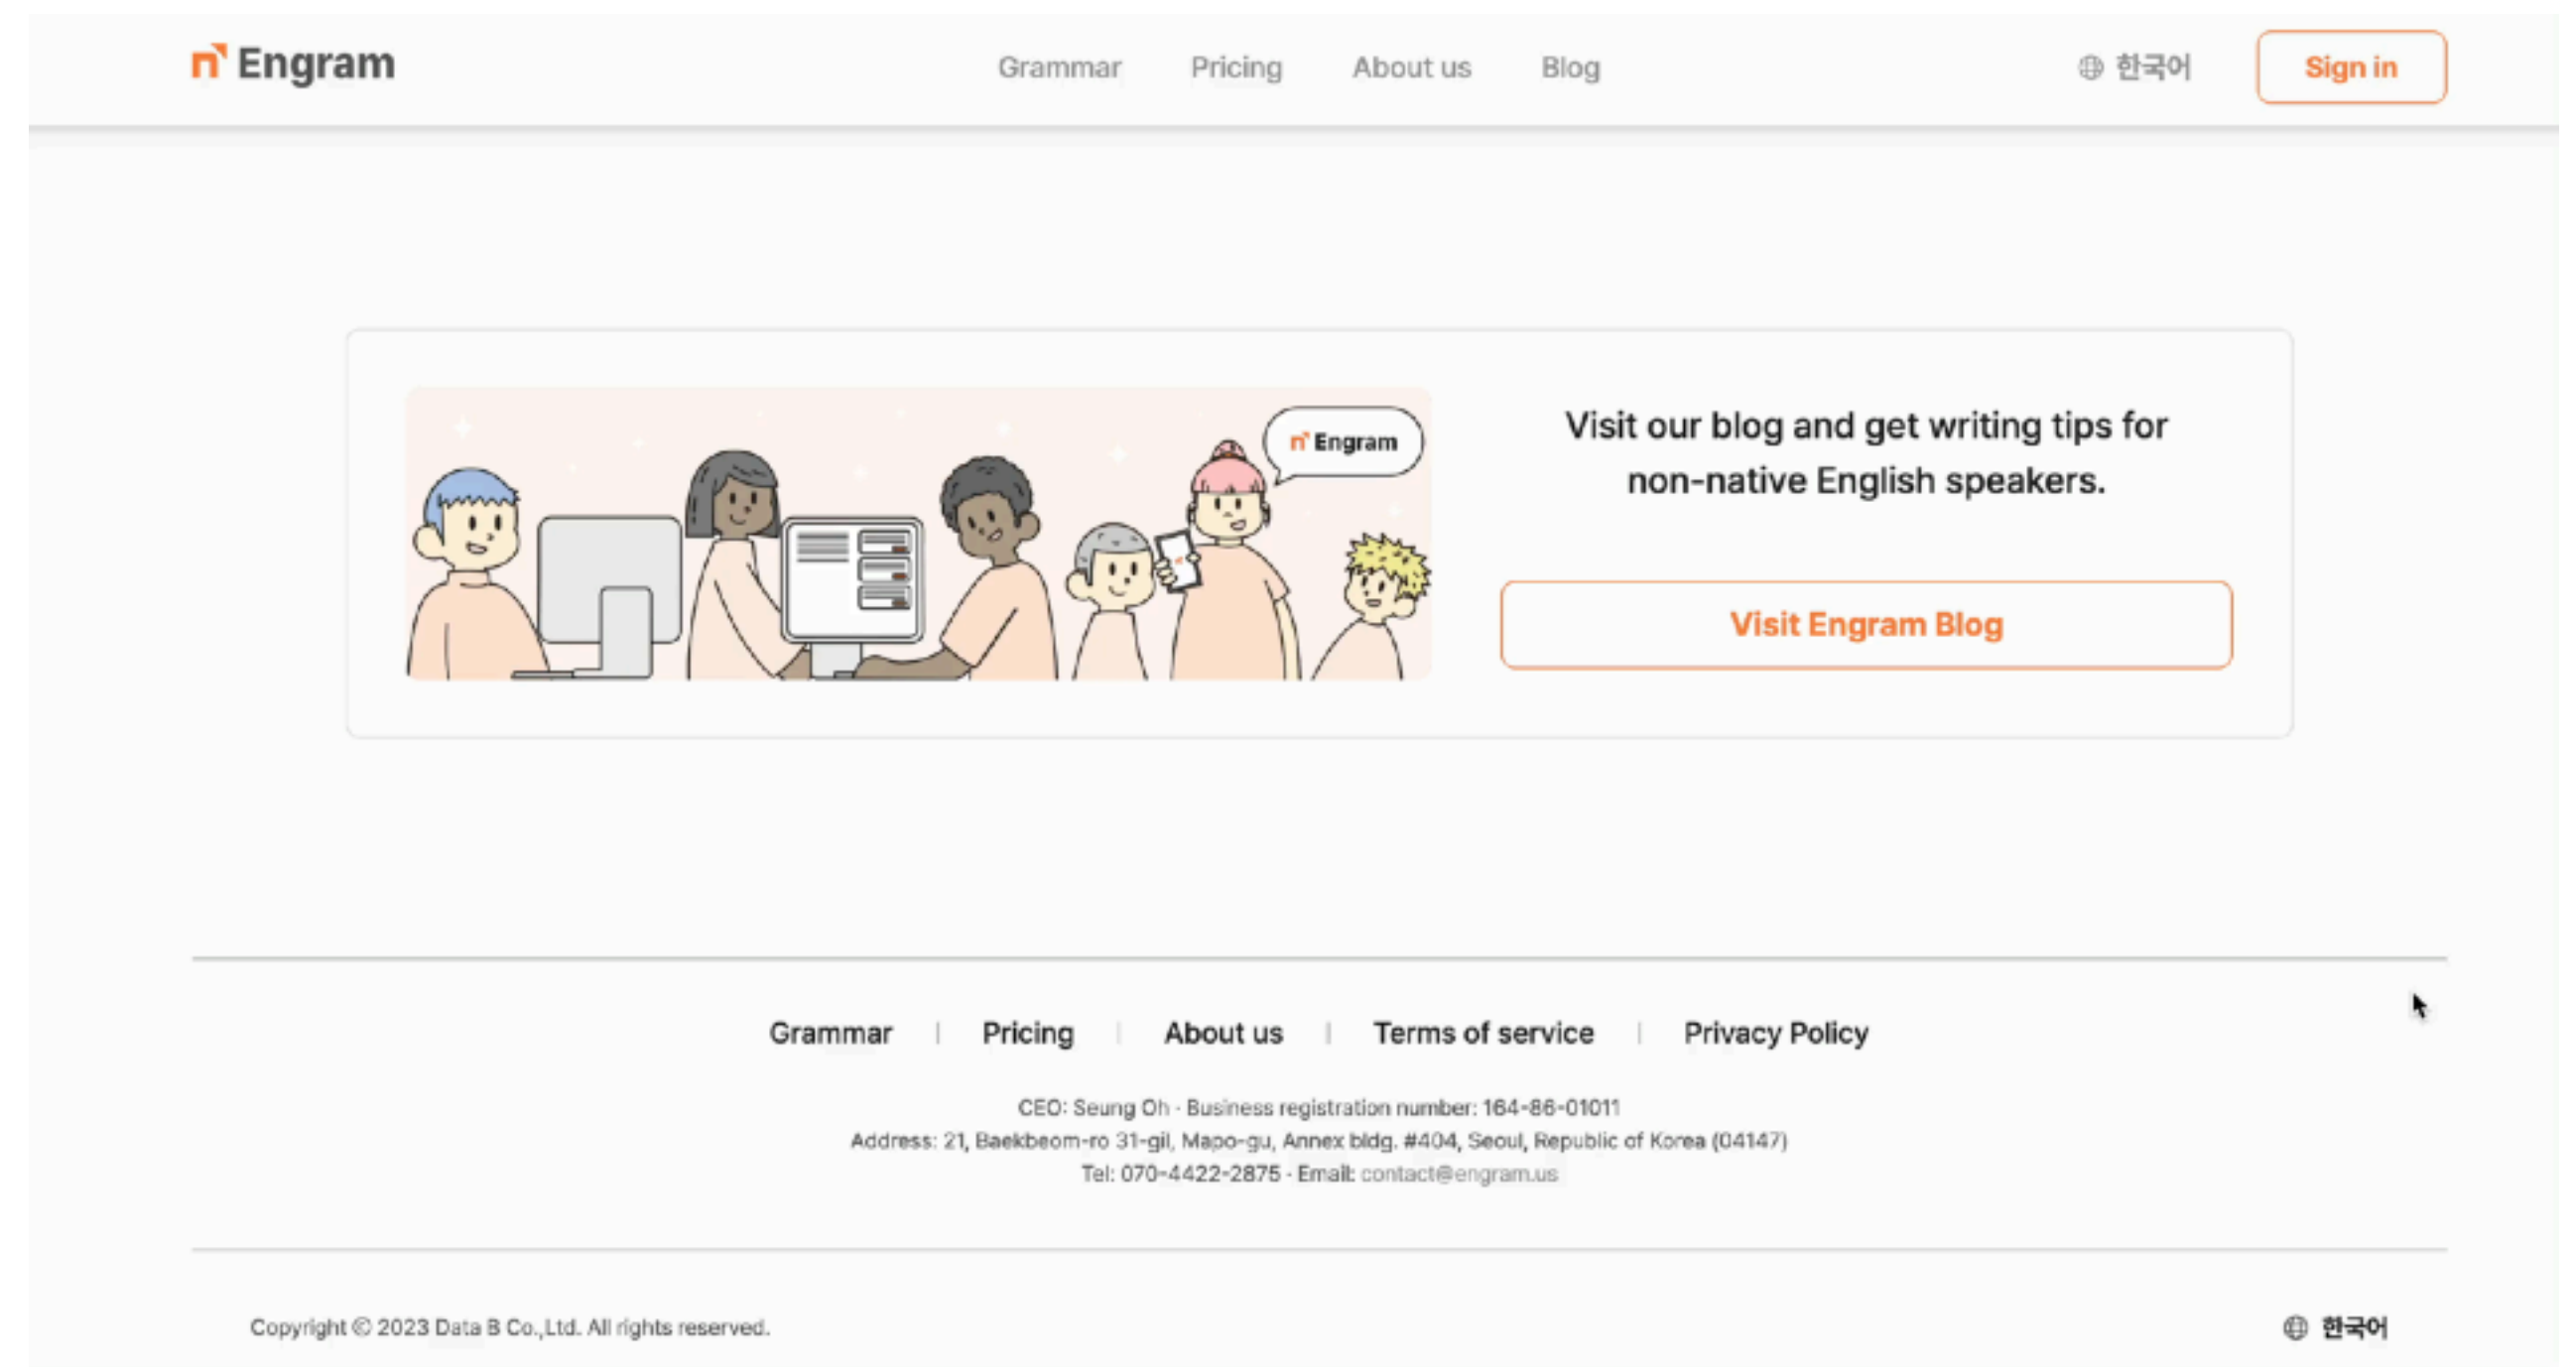 Engram
Grammar Pricing About us Blog
한국어
Sign in
Engram
Visit our blog and get writing tips for
non-native English speakers.
Visit Engram Blog
Grammar | Pricing | About us | Terms of service | Privacy Policy
CEO: Seung Oh · Business registration number: 164-86-01011
Address: 21, Baekbeom-ro 31-gil, Mapo-gu, Annex bldg. #404, Seoul, Republic of Korea (04147)
Tel: 070-4422-2875 · Email: contact@engram.us
Copyright © 2023 Data B Co.,Ltd. All rights reserved.
한국어